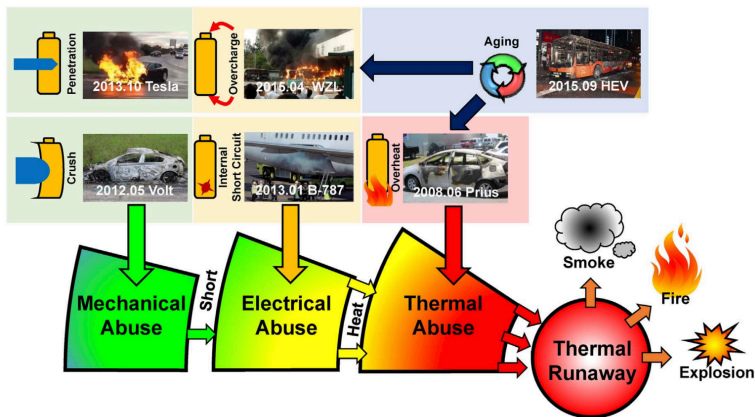 Penetration
2013.10 Tesla
Overcharge
2015.04 WZL
Aging
2015.09 HEV
Crush
2012.05 Volt
Internal
Short Circuit
2013.01 B-787
Overheat
2008.06 Prius
Mechanical
Abuse
Short
Electrical
Abuse
Heat
Thermal
Abuse
Smoke
Fire
Thermal
Runaway
Explosion